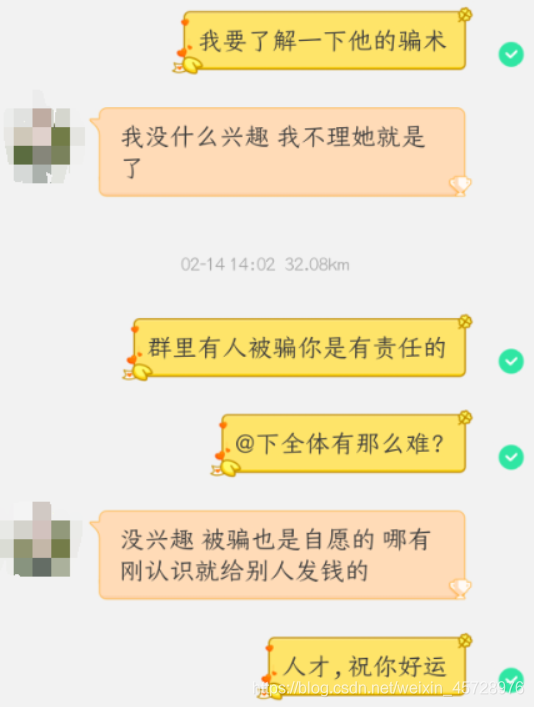 我要了解一下他的骗术
我没什么兴趣 我不理她就是
了
02-14 14:02 32.08km
群里有人被骗你是有责任的
@下全体有那么难?
没兴趣 被骗也是自愿的 哪有
刚认识就给别人发钱的
人才,祝你好运
https://blog.csdn.net/weixin_45728976